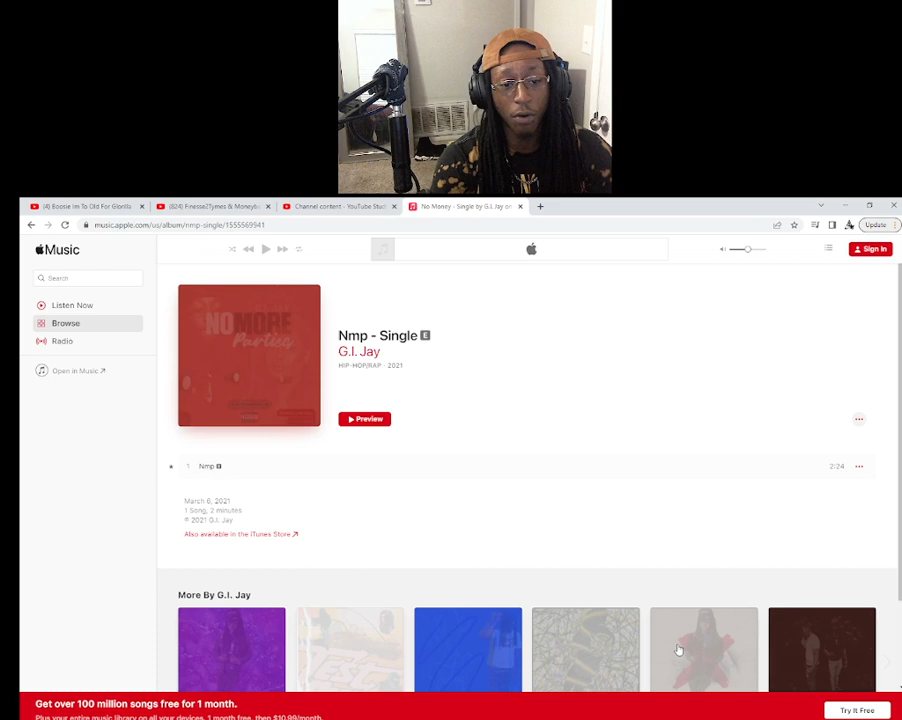 (4) Boosie Im To Old For Glorilla
(824) Finesse2Tymes & Moneyba
Channel content - YouTube Stud
No Money - Single by G.I. Jay on
music.apple.com/us/album/nmp-single/1555569941
Update
Music
Sign In
Search
Listen Now
Browse
Radio
Open in Music ↗
NO MORE
Parties
Nmp - Single E
G.I. Jay
HIP-HOP/RAP · 2021
Preview
1 Nmp E 2:24
March 6, 2021
1 Song, 2 minutes
℗ 2021 G.I. Jay
Also available in the iTunes Store ↗
More By G.I. Jay
Get over 100 million songs free for 1 month.
Plus your entire music library on all your devices. 1 month free, then $10.99/month.
Try It Free